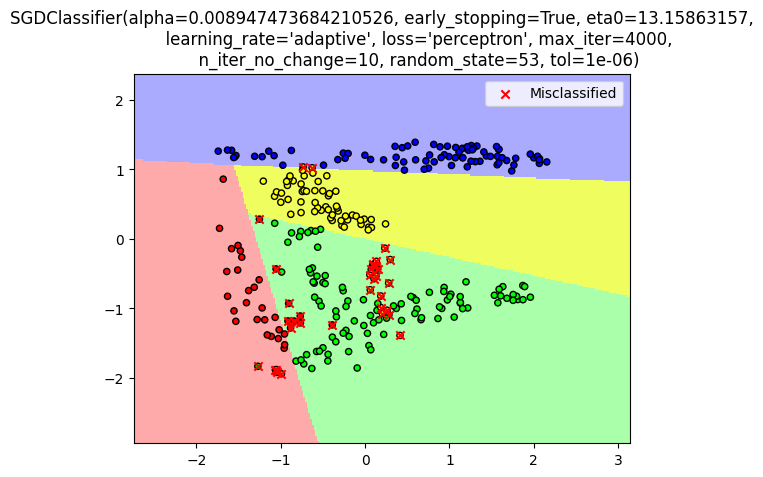 SGDClassifier(alpha=0.008947473684210526, early_stopping=True, eta0=13.15863157,
learning_rate='adaptive', loss='perceptron', max_iter=4000,
n_iter_no_change=10, random_state=53, tol=1e-06)
Misclassified
2
1
0
−1
−2
−2 −1 0 1 2 3